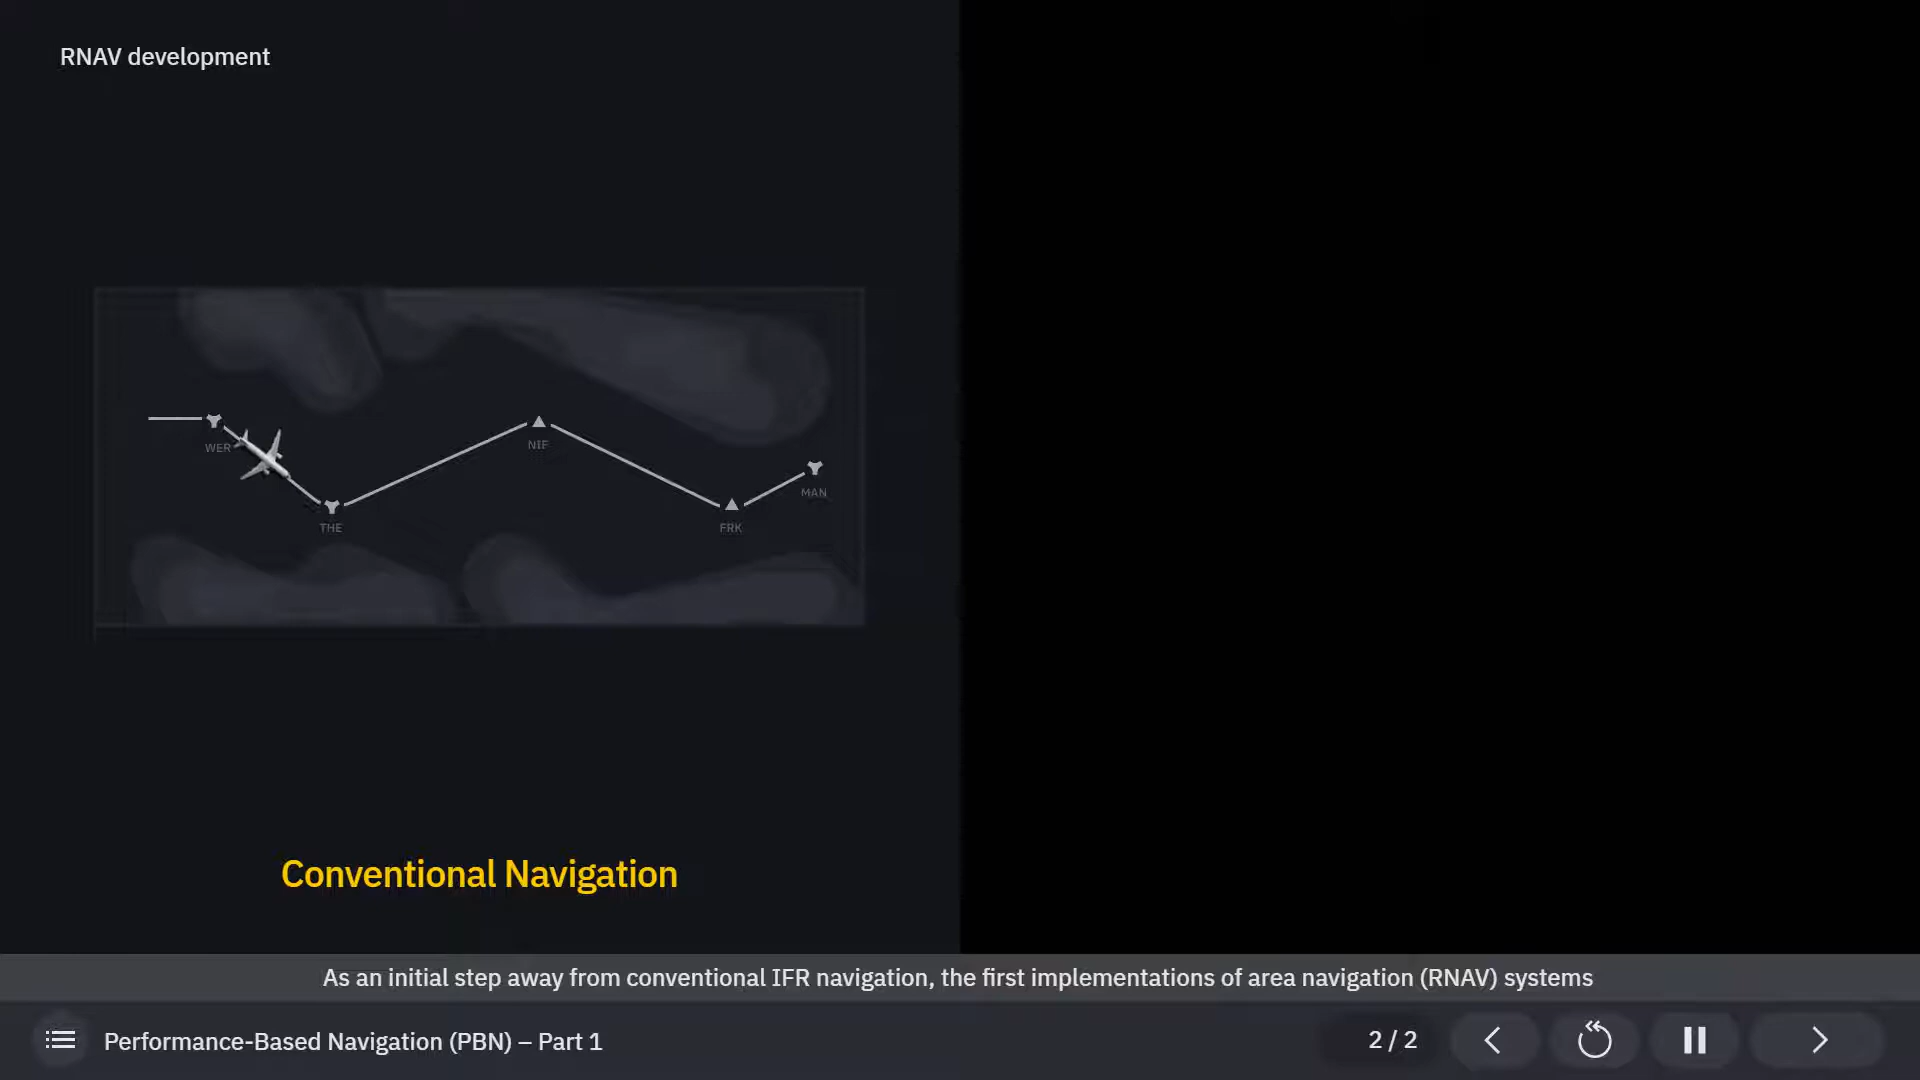 RNAV development
WER
NIF
MAN
THE
FRK
Conventional Navigation
As an initial step away from conventional IFR navigation, the first implementations of area navigation (RNAV) systems
Performance-Based Navigation (PBN) – Part 1
2 / 2